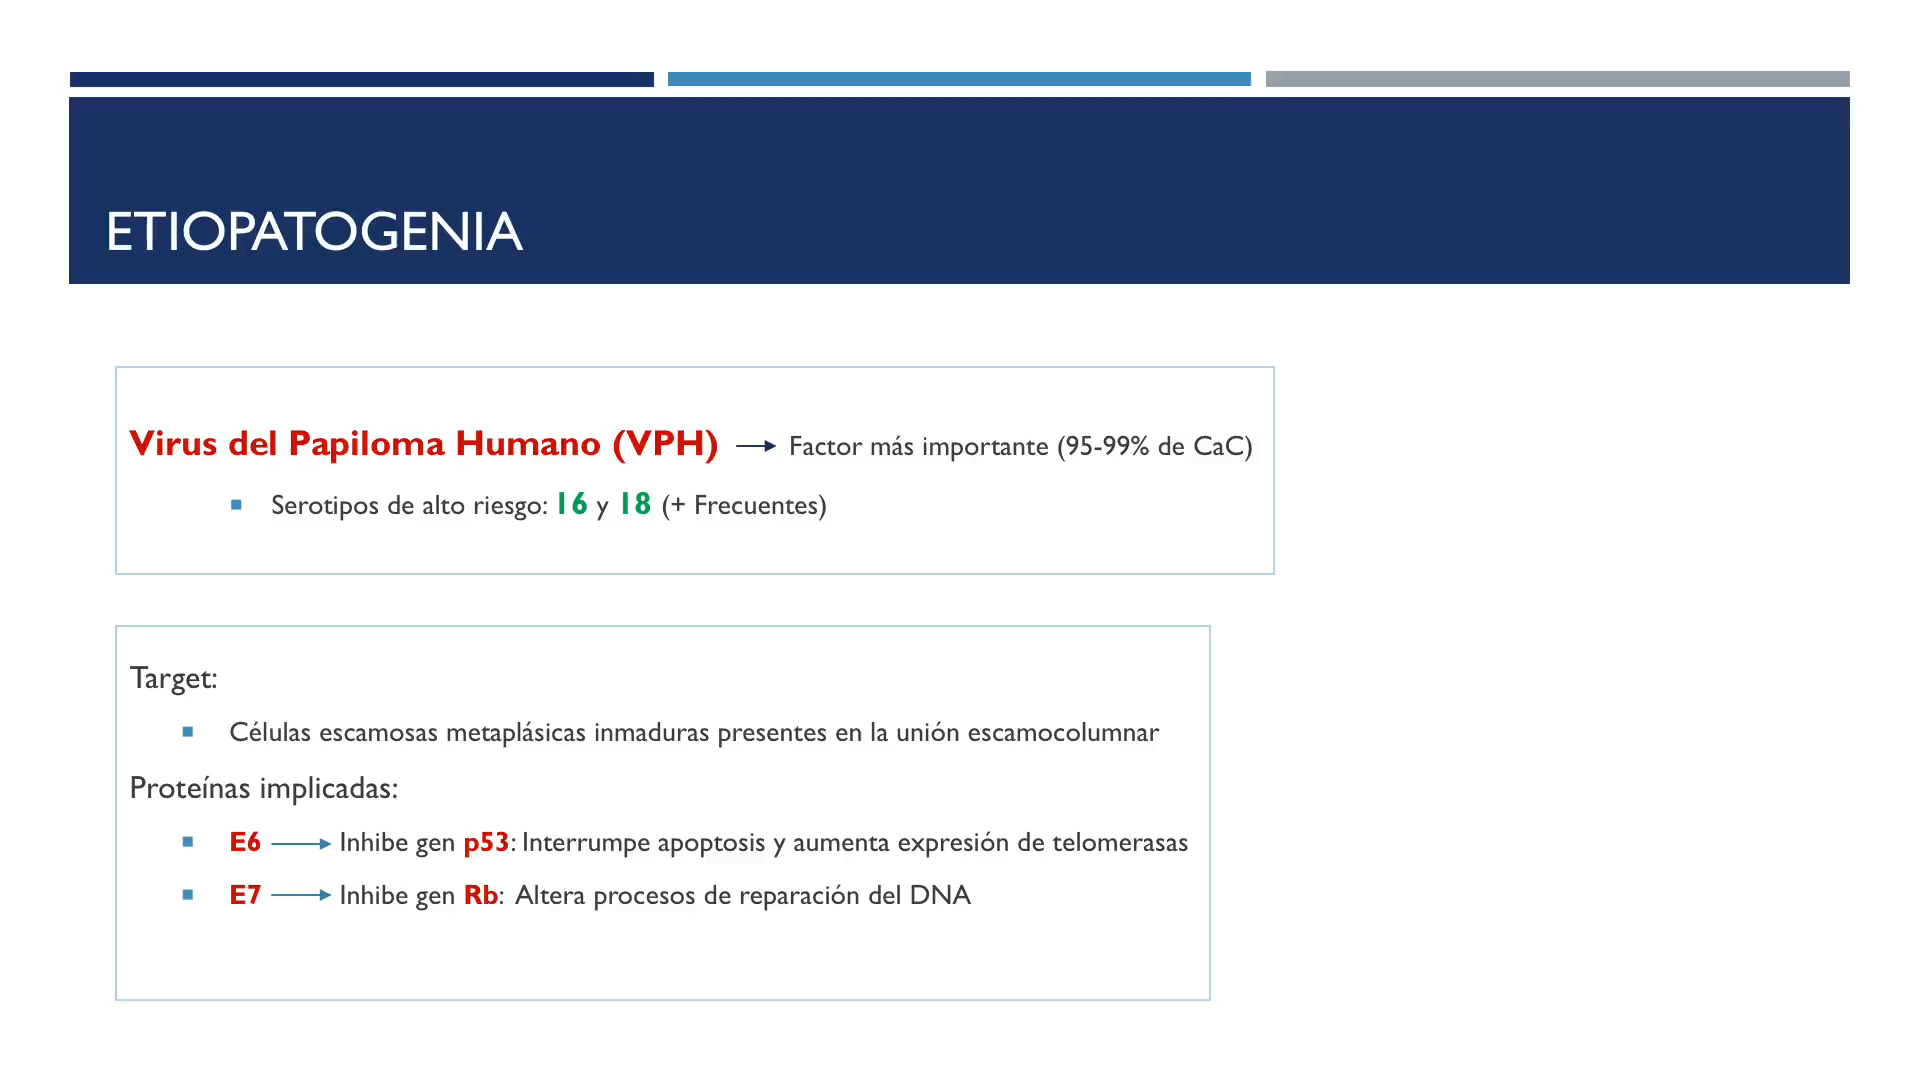 ETIOPATOGENIA
Virus del Papiloma Humano (VPH) → Factor más importante (95-99% de CaC)
▪ Serotipos de alto riesgo: 16 y 18 (+ Frecuentes)
Target:
▪ Células escamosas metaplásicas inmaduras presentes en la unión escamocolumnar
Proteínas implicadas:
▪ E6 → Inhibe gen p53: Interrumpe apoptosis y aumenta expresión de telomerasas
▪ E7 → Inhibe gen Rb: Altera procesos de reparación del DNA